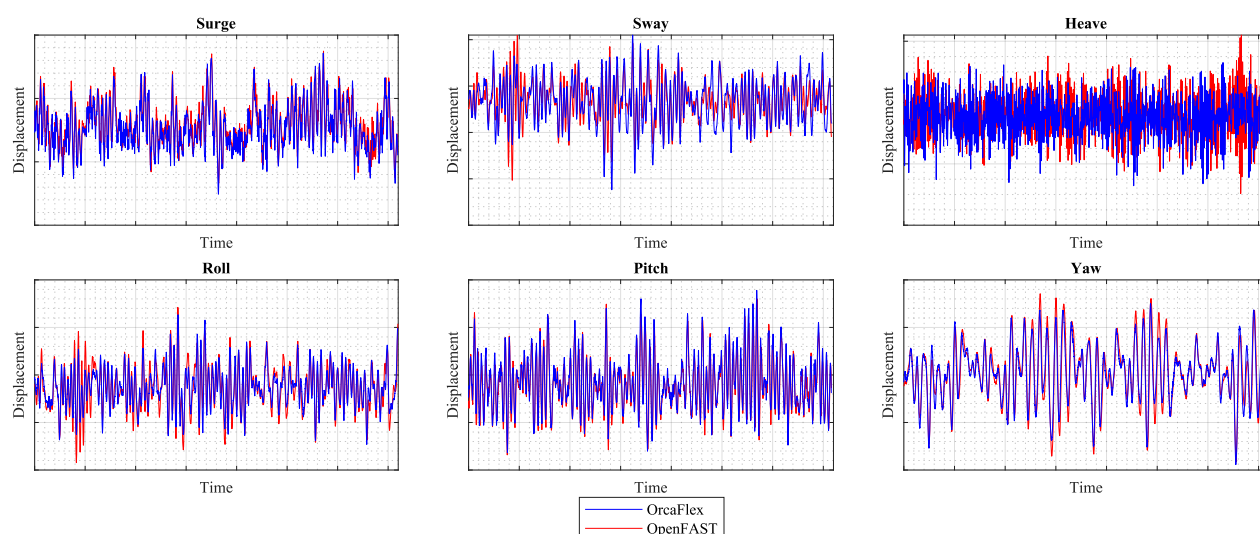 Surge
Sway
Heave
Displacement
Displacement
Displacement
Time
Time
Time
Roll
Pitch
Yaw
Displacement
Displacement
Displacement
Time
Time
Time
OrcaFlex
OpenFAST